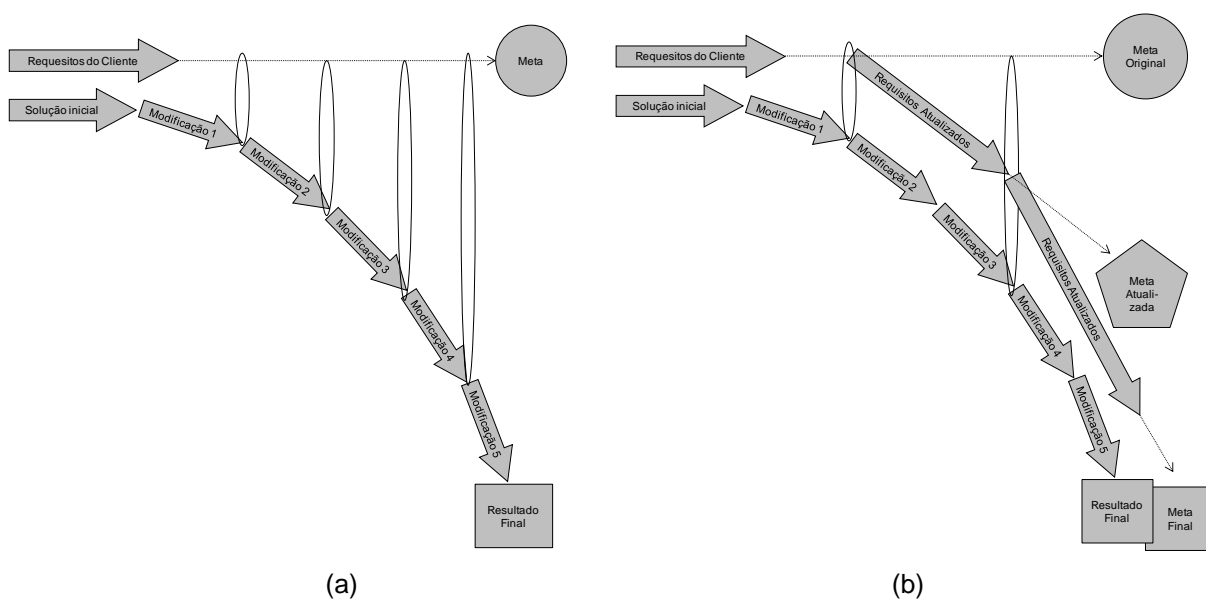 Requesitos do Cliente
Meta
Solução inicial
Modificação 1
Modificação 2
Modificação 3
Modificação 4
Modificação 5
Resultado
Final
(a)
Requesitos do Cliente
Meta
Original
Solução inicial
Modificação 1
Requisitos Atualizados
Modificação 2
Modificação 3
Requisitos Atualizados
Meta
Atuali-
zada
Modificação 4
Modificação 5
Resultado
Final
Meta
Final
(b)